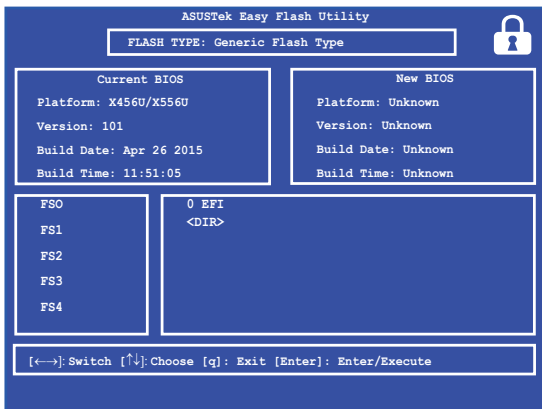 ASUSTek Easy Flash Utility
FLASH TYPE: Generic Flash Type
Current BIOS
Platform: X456U/X556U
Version: 101
Build Date: Apr 26 2015
Build Time: 11:51:05
New BIOS
Platform: Unknown
Version: Unknown
Build Date: Unknown
Build Time: Unknown
FSO
FS1
FS2
FS3
FS4
0 EFI
<DIR>
[←→]: Switch [↑↓]: Choose [q]: Exit [Enter]: Enter/Execute